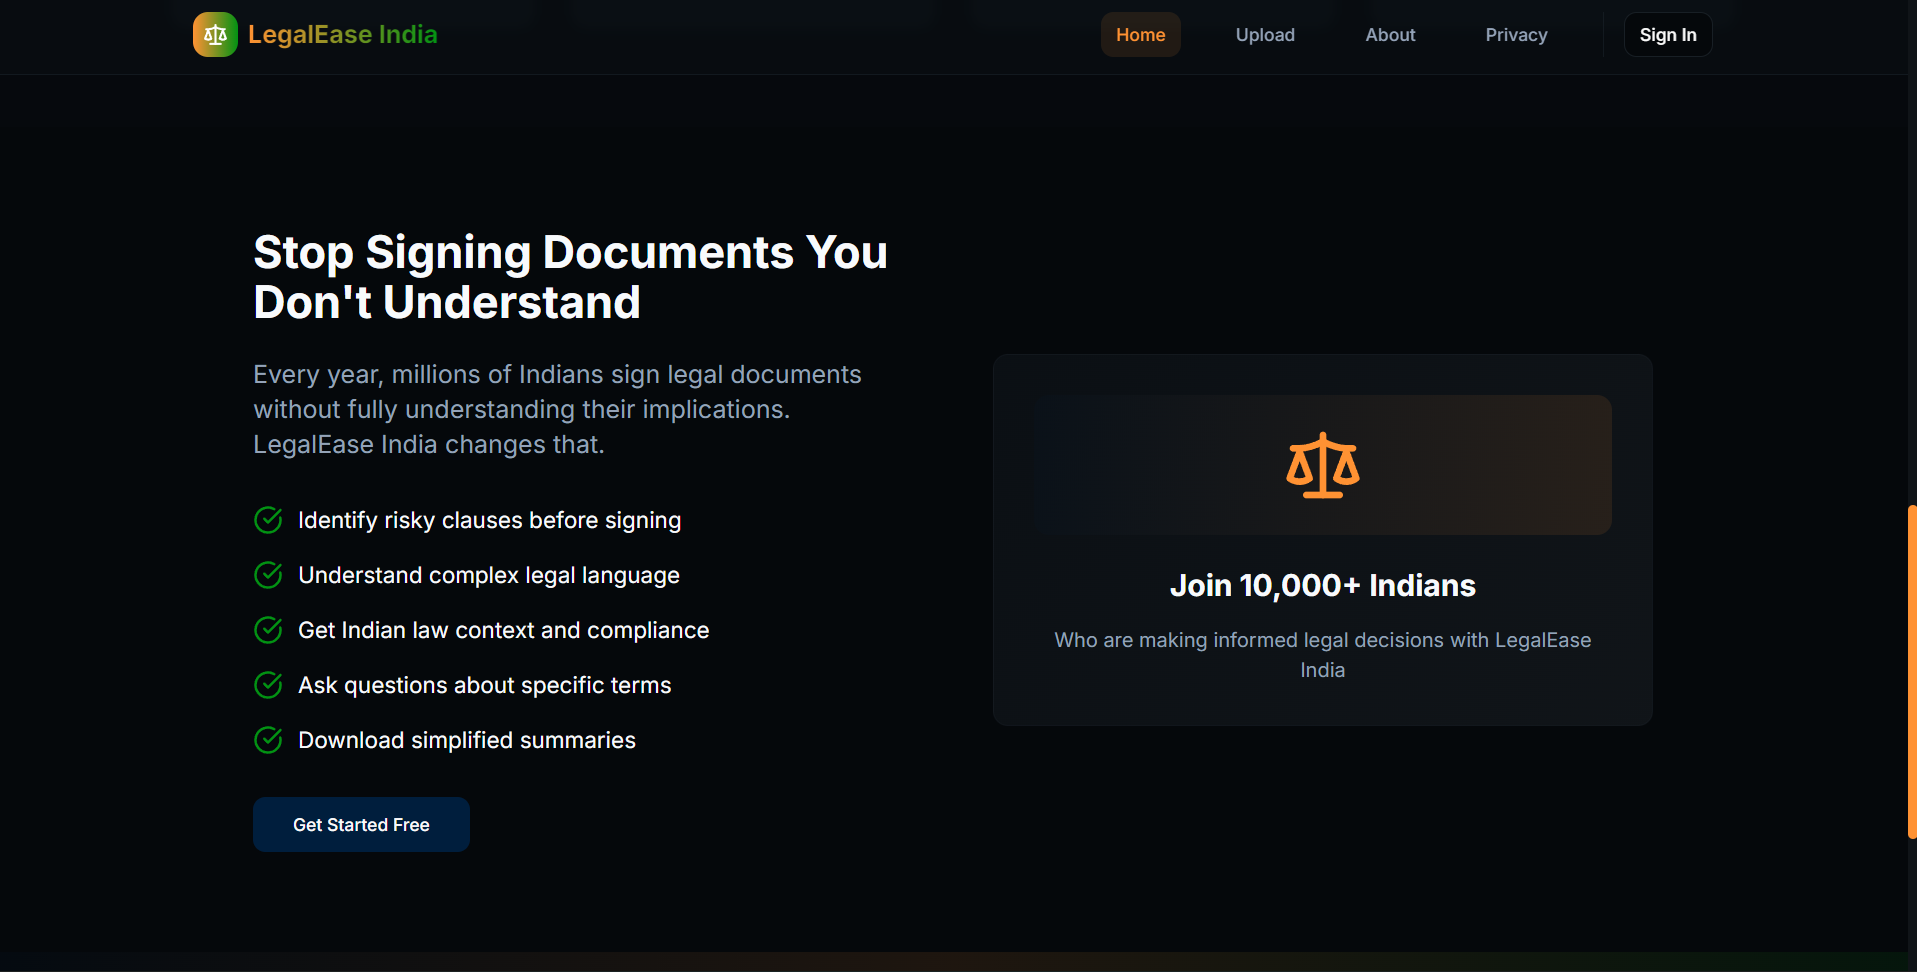 LegalEase India
Home
Upload
About
Privacy
Sign In
Stop Signing Documents You
Don't Understand
Every year, millions of Indians sign legal documents
without fully understanding their implications.
LegalEase India changes that.
Identify risky clauses before signing
Understand complex legal language
Get Indian law context and compliance
Ask questions about specific terms
Download simplified summaries
Get Started Free
Join 10,000+ Indians
Who are making informed legal decisions with LegalEase
India